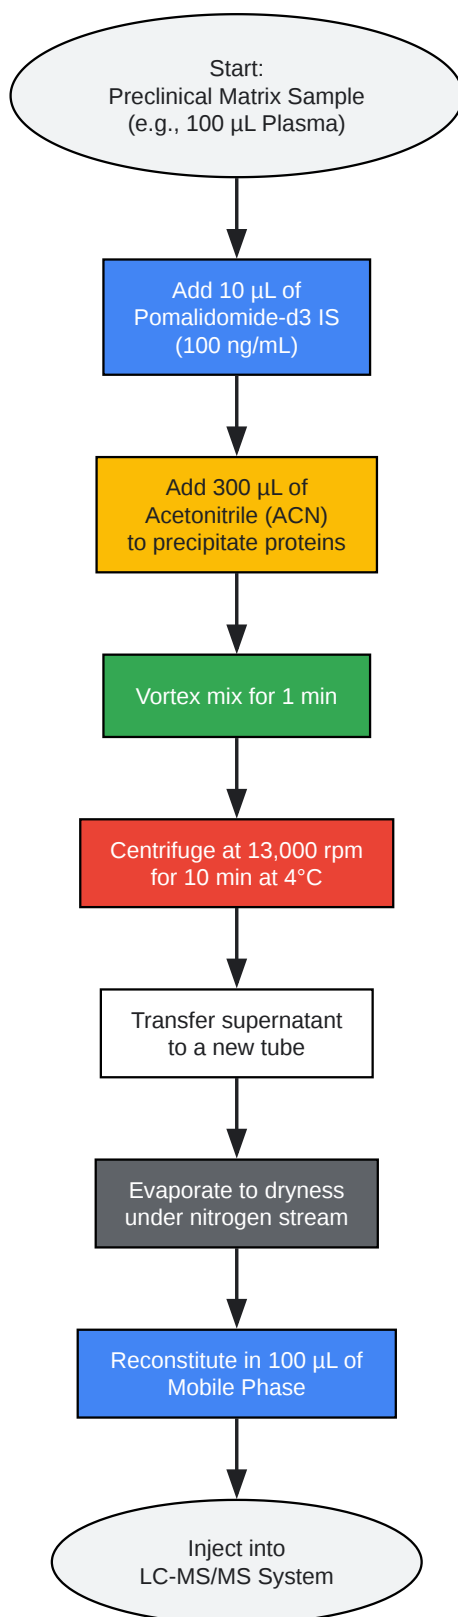 Start:
Preclinical Matrix Sample
(e.g., 100 µL Plasma)
Add 10 µL of
Pomalidomide-d3 IS
(100 ng/mL)
Add 300 µL of
Acetonitrile (ACN)
to precipitate proteins
Vortex mix for 1 min
Centrifuge at 13,000 rpm
for 10 min at 4°C
Transfer supernatant
to a new tube
Evaporate to dryness
under nitrogen stream
Reconstitute in 100 µL of
Mobile Phase
Inject into
LC-MS/MS System